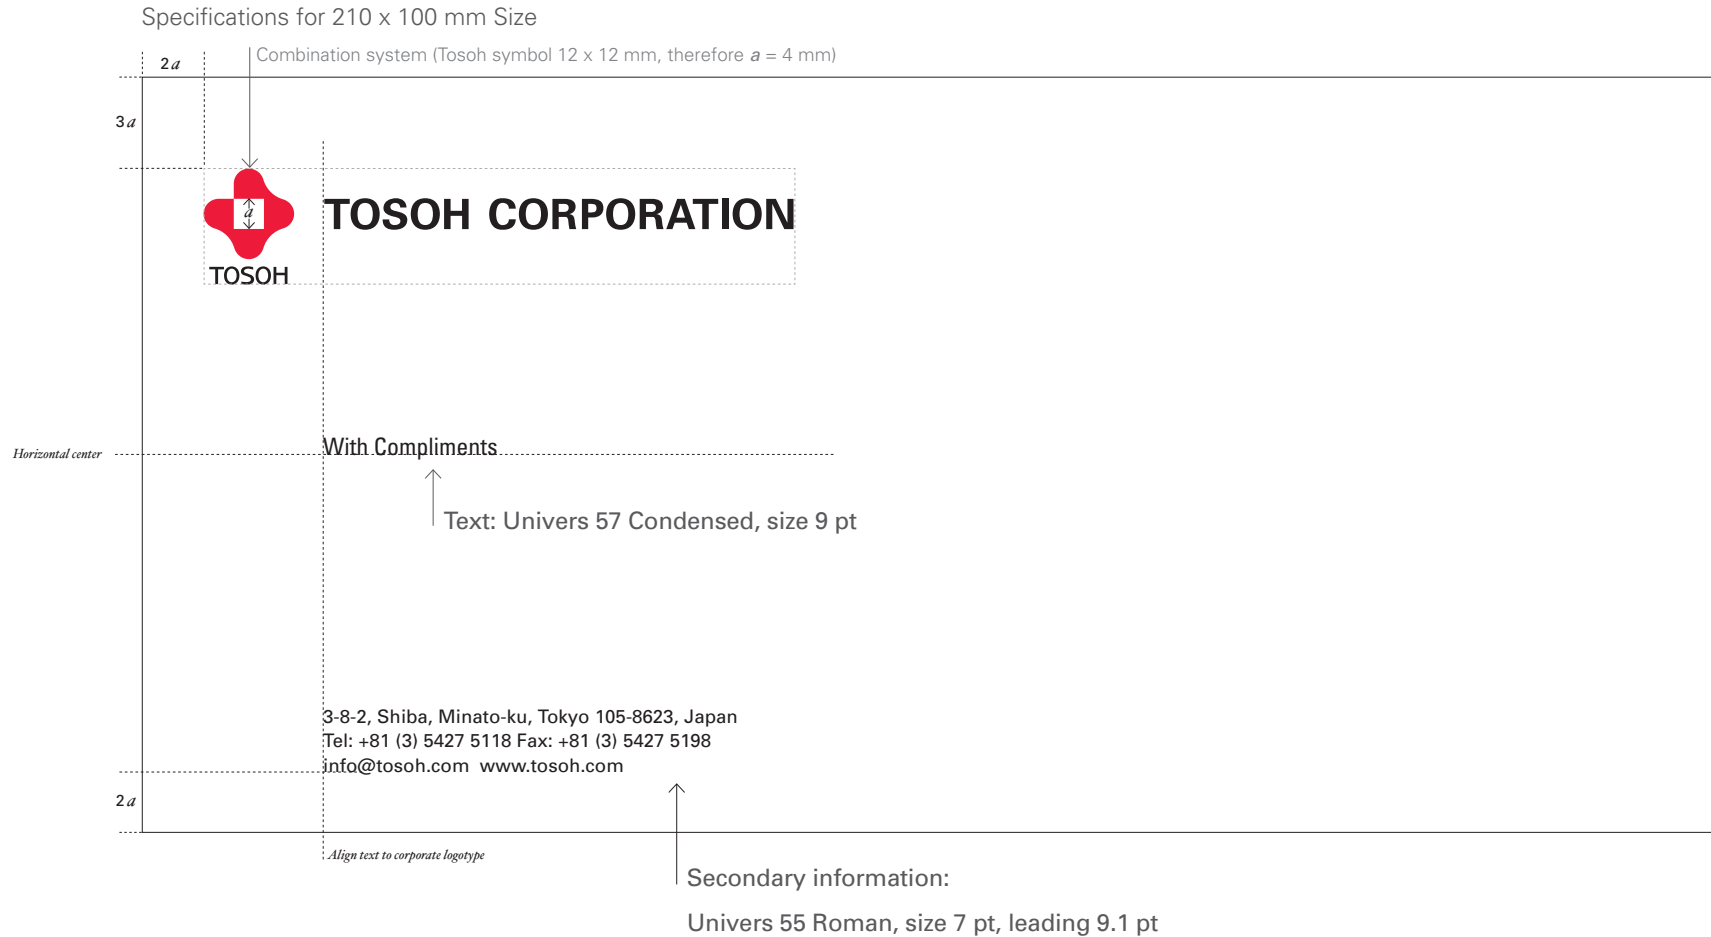 Specifications for 210 x 100 mm Size
Combination system (Tosoh symbol 12 x 12 mm, therefore a = 4 mm)
2a
3a
a
TOSOH CORPORATION
TOSOH
With Compliments
Horizontal center
Text: Univers 57 Condensed, size 9 pt
3-8-2, Shiba, Minato-ku, Tokyo 105-8623, Japan
Tel: +81 (3) 5427 5118 Fax: +81 (3) 5427 5198
info@tosoh.com www.tosoh.com
2a
Align text to corporate logotype
Secondary information:
Univers 55 Roman, size 7 pt, leading 9.1 pt